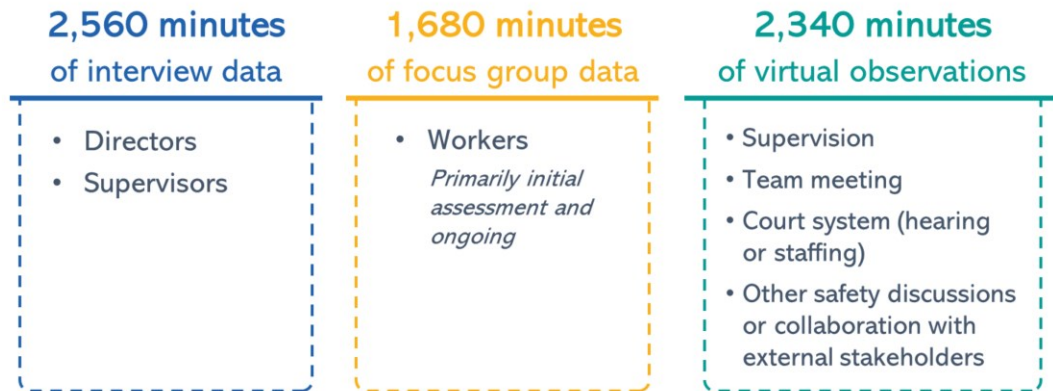 2,560 minutes
of interview data
• Directors
• Supervisors
1,680 minutes
of focus group data
• Workers
Primarily initial
assessment and
ongoing
2,340 minutes
of virtual observations
• Supervision
• Team meeting
• Court system (hearing
or staffing)
• Other safety discussions
or collaboration with
external stakeholders